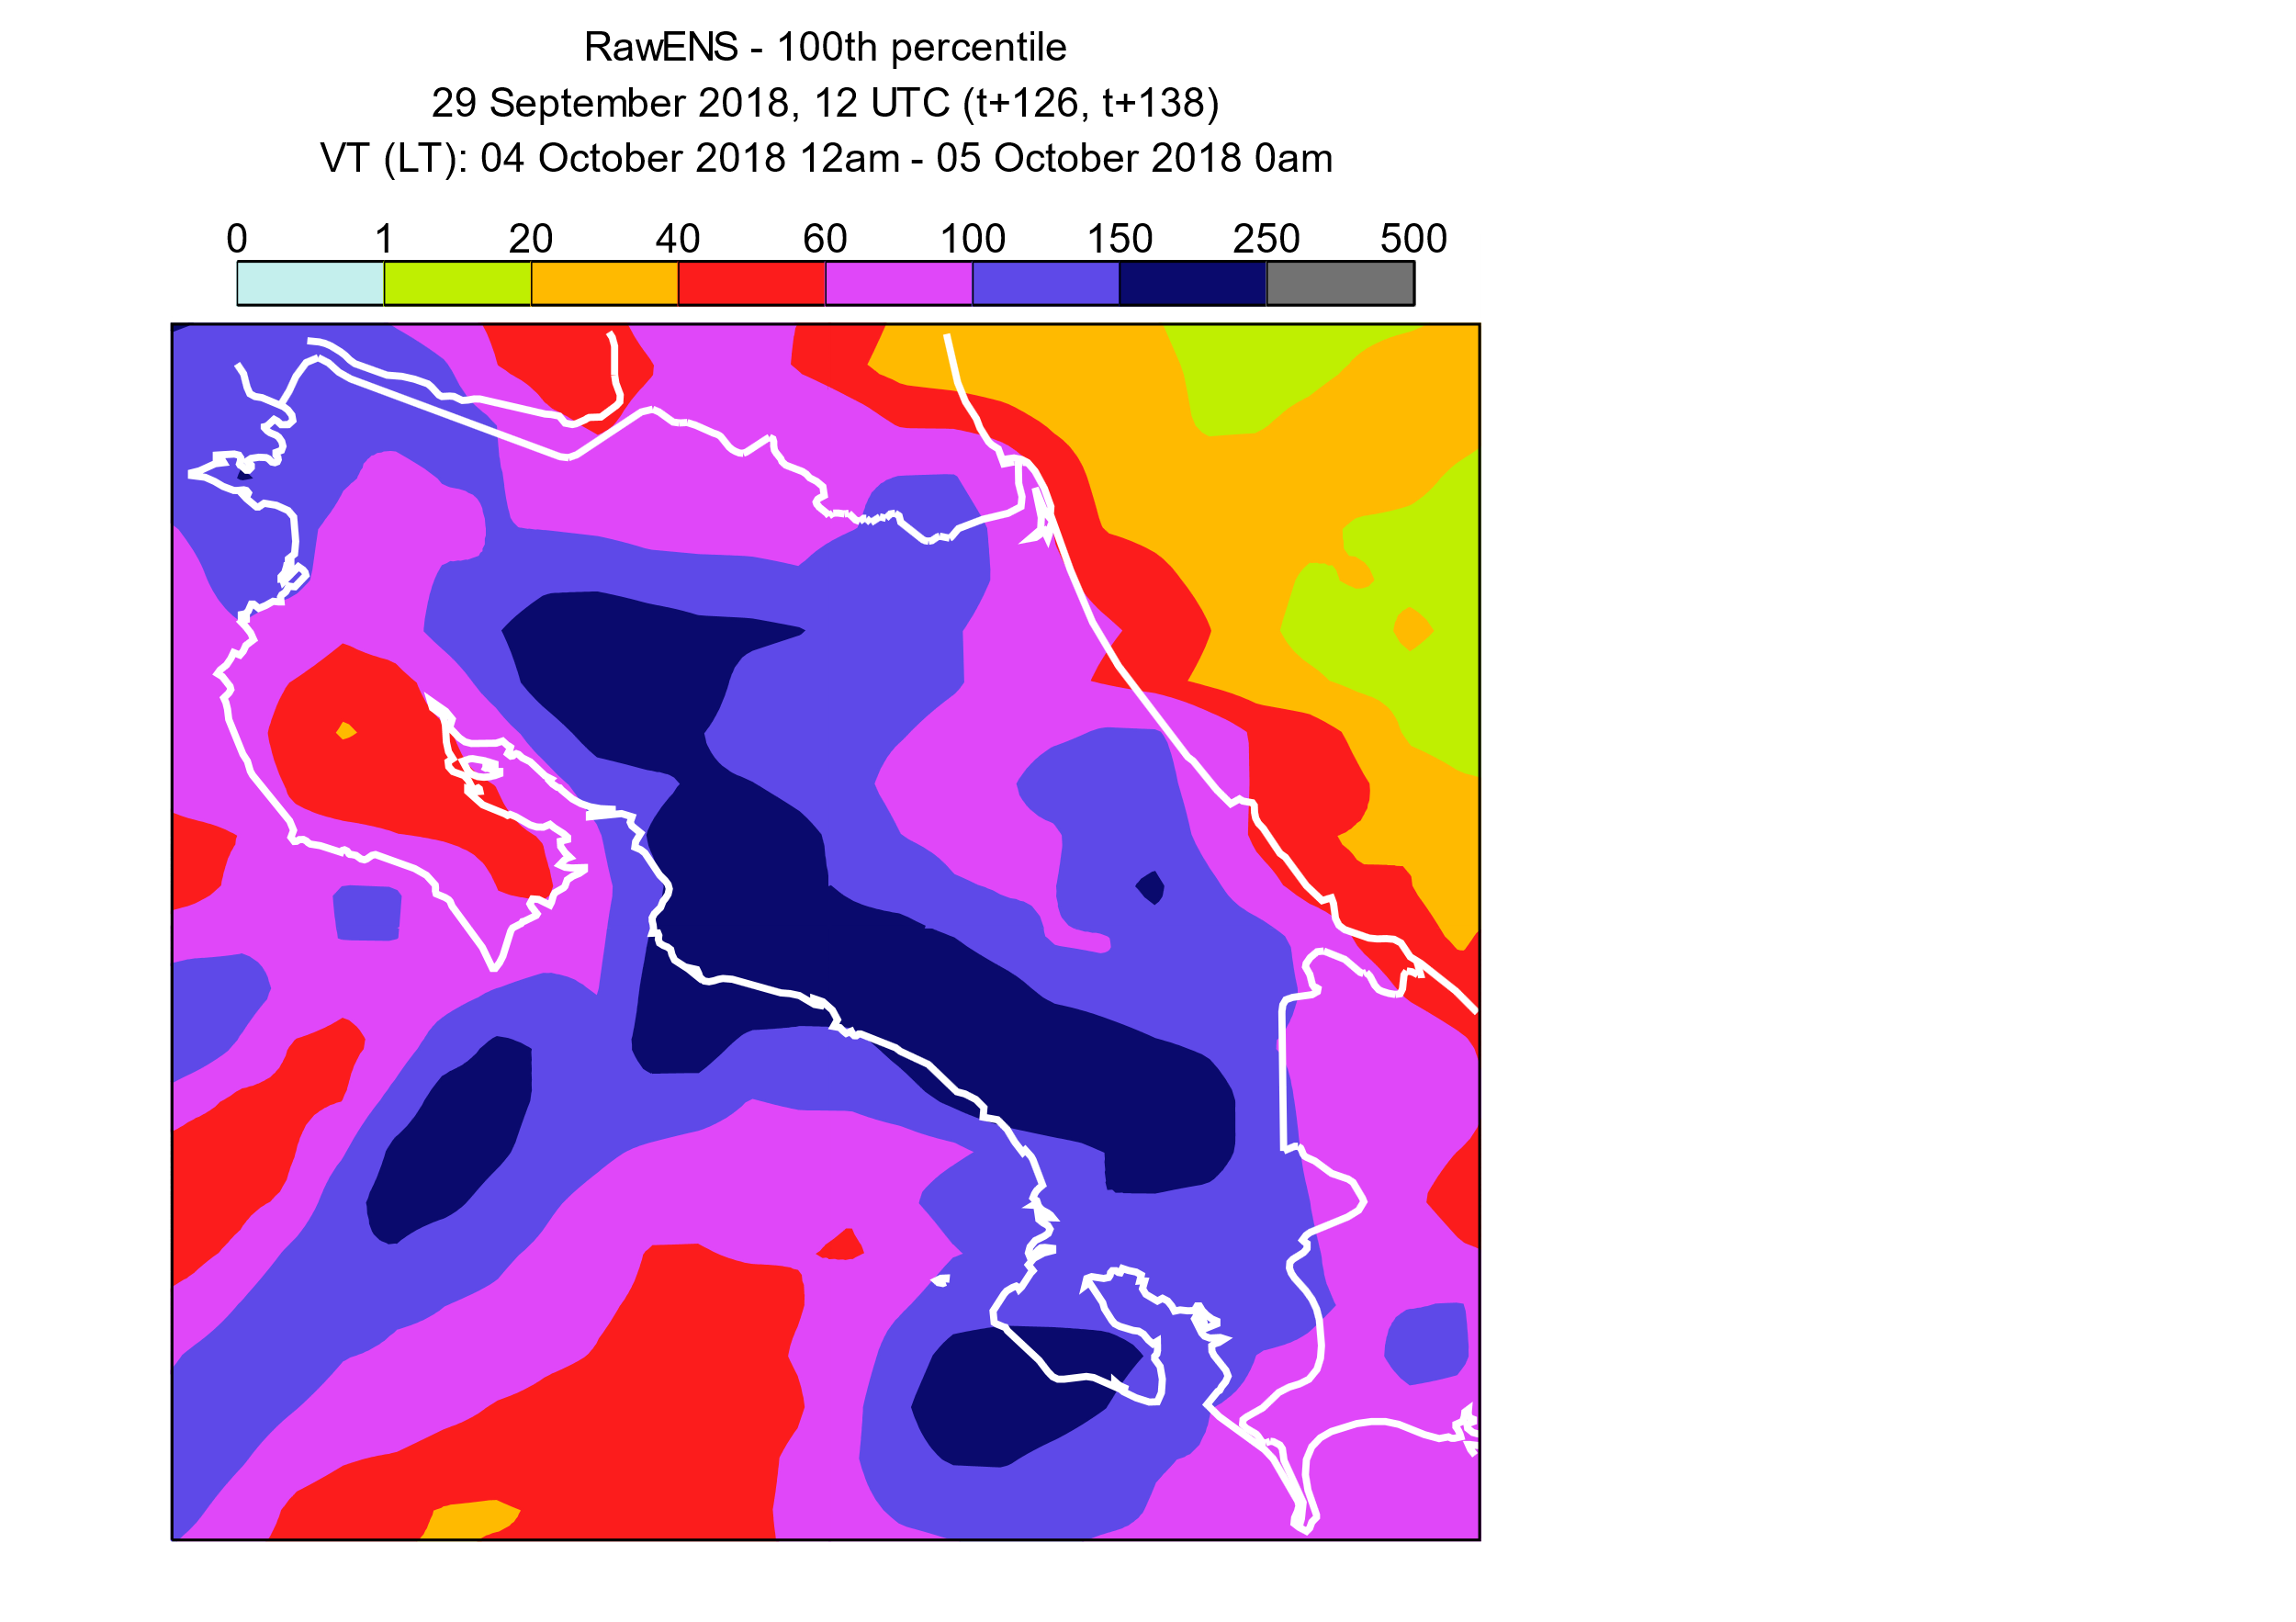 RawENS - 100th percentile
29 September 2018, 12 UTC (t+126, t+138)
VT (LT): 04 October 2018 12am - 05 October 2018 0am
0 1 20 40 60 100 150 250 500